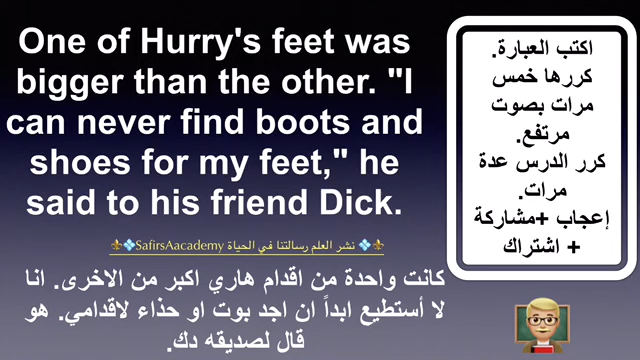 One of Hurry's feet was
bigger than the other. "I
can never find boots and
shoes for my feet," he
said to his friend Dick.
نشر العلم رسالتنا في الحياة SafirsAacademy
كانت واحدة من اقدام هاري اكبر من الاخرى. انا
لا أستطيع ابداً ان اجد بوت او حذاء لاقدامي. هو
قال لصديقه دك.
اكتب العبارة.
كررها خمس
مرات بصوت
مرتفع.
كرر الدرس عدة
مرات.
إعجاب +مشاركة
+ اشتراك